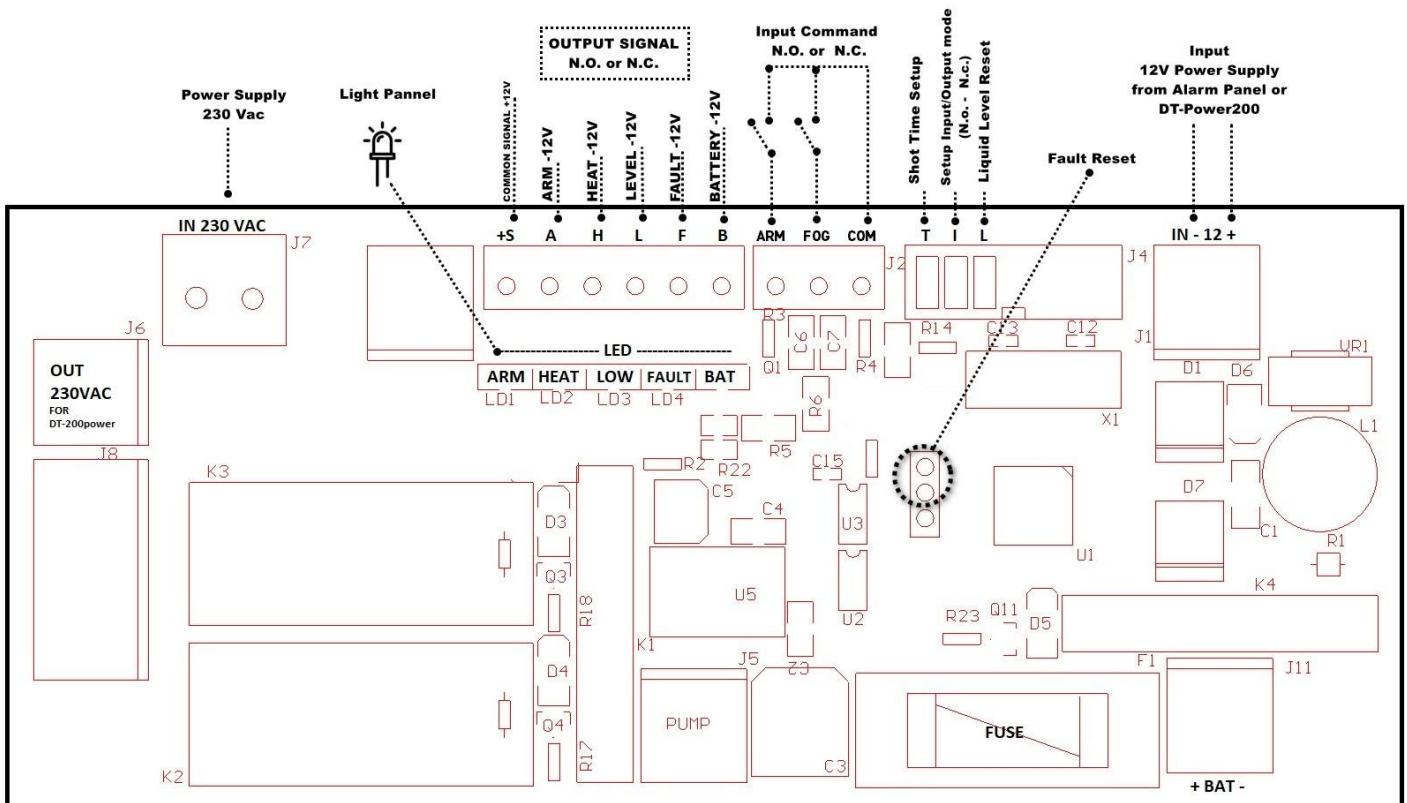 OUTPUT SIGNAL
N.O. or N.C.
Input Command
N.O. or N.C.
Power Supply
230 Vac
Light Pannel
COMMON SIGNAL +12V
ARM -12V
HEAT -12V
LEVEL -12V
FAULT -12V
BATTERY -12V
Shot Time Setup
Setup Input/Output mode
(N.o. - N.c.)
Liquid Level Reset
Fault Reset
Input
12V Power Supply
from Alarm Panel or
DT-Power200
IN 230 VAC
J7
+S A H L F B
ARM FOG COM
J2
T I L
J4
IN - 12 +
J6
OUT
230VAC
FOR
DT-200power
J8
LED
ARM HEAT LOW FAULT BAT
LD1 LD2 LD3 LD4
R3
Q1
C6
C7
R4
R14
C13
C12
J1
X1
D1
D6
UR1
L1
R6
R5
R2
R22
C15
K3
D3
C5
C4
U3
U1
D7
C1
R1
Q3
R18
U5
U2
K4
R23
Q11
D5
D4
K1
J5
C2
F1
J11
Q4
R17
PUMP
C3
FUSE
K2
+ BAT -